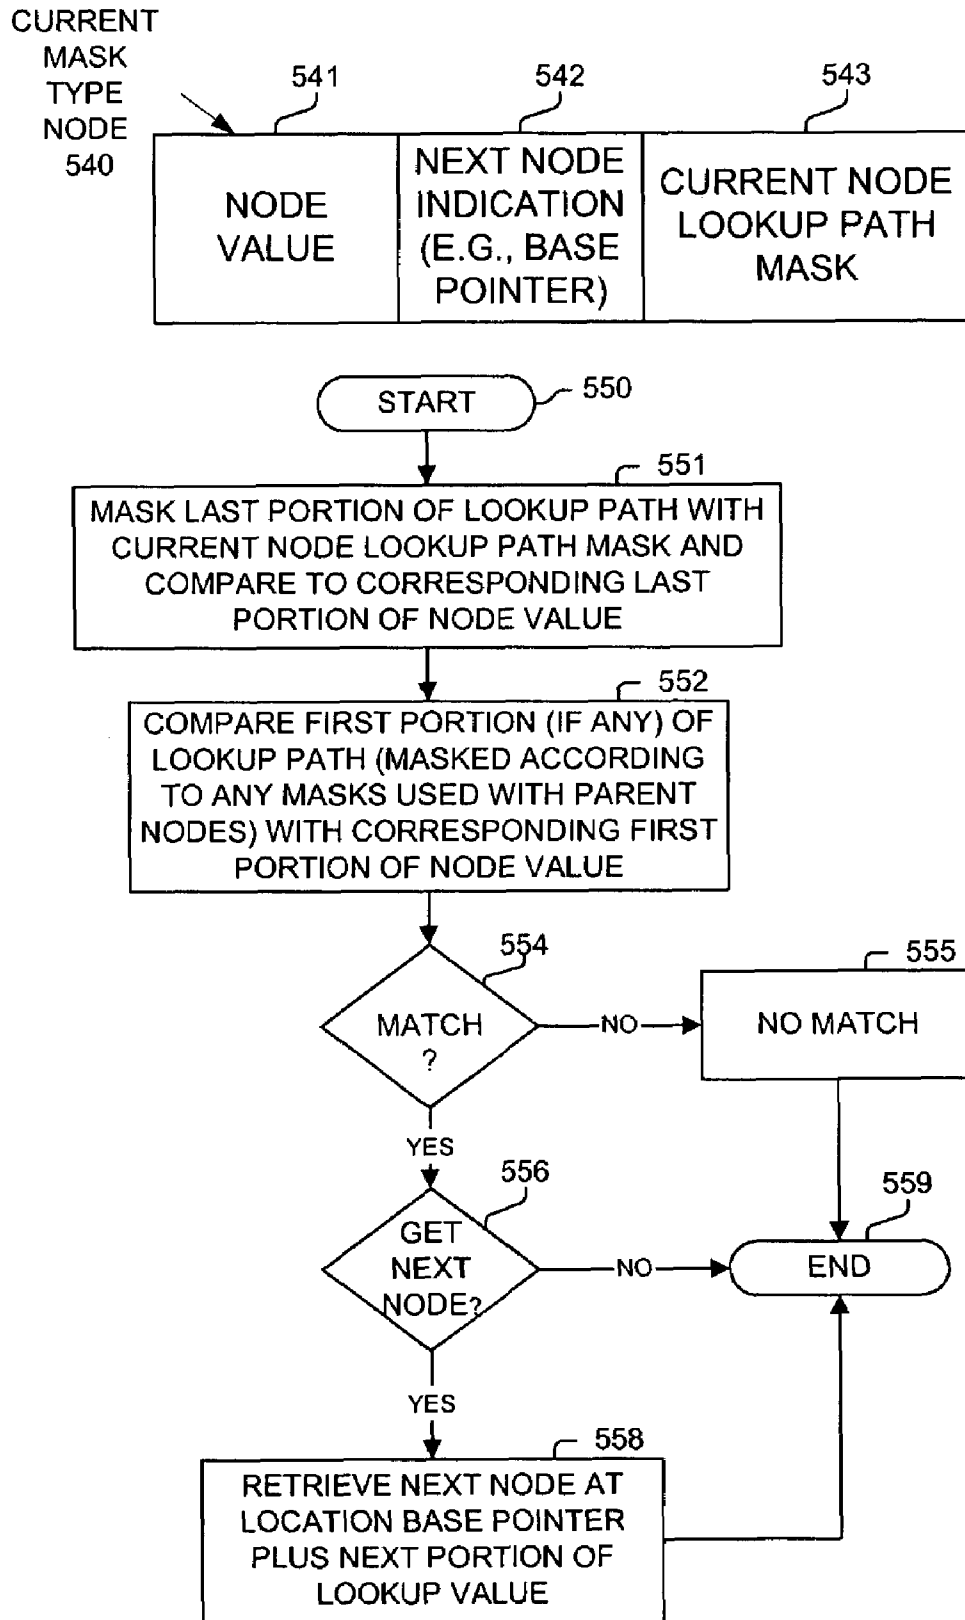 CURRENT
MASK
TYPE
NODE
540
541
542
543
NODE
VALUE
NEXT NODE
INDICATION
(E.G., BASE
POINTER)
CURRENT NODE
LOOKUP PATH
MASK
START
550
551
MASK LAST PORTION OF LOOKUP PATH WITH
CURRENT NODE LOOKUP PATH MASK AND
COMPARE TO CORRESPONDING LAST
PORTION OF NODE VALUE
552
COMPARE FIRST PORTION (IF ANY) OF
LOOKUP PATH (MASKED ACCORDING
TO ANY MASKS USED WITH PARENT
NODES) WITH CORRESPONDING FIRST
PORTION OF NODE VALUE
554
MATCH
?
NO
555
NO MATCH
YES
556
GET
NEXT
NODE?
NO
559
END
YES
558
RETRIEVE NEXT NODE AT
LOCATION BASE POINTER
PLUS NEXT PORTION OF
LOOKUP VALUE